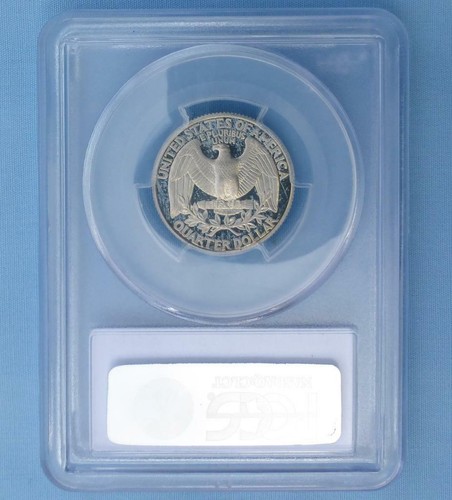 UNITED STATES OF AMERICA
E PLURIBUS
UNUM
QUARTER DOLLAR